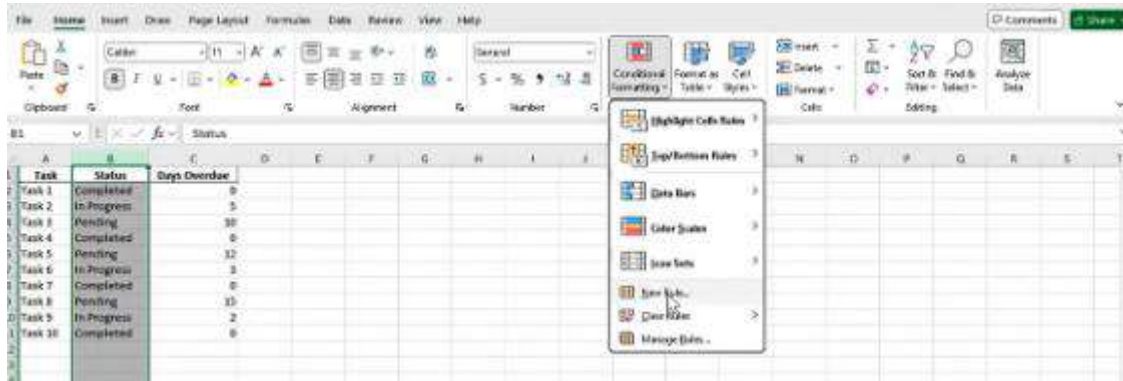 File Home Insert Draw Page Layout Formulas Data Review View Help Comments Share
Paste
Clipboard
Calibri 11
Font
Alignment
General
Number
Conditional Formatting
Format as Table
Cell Styles
Insert
Delete
Format
Cells
Sort & Filter
Find & Select
Editing
Analyze Data
Highlight Cells Rules
Top/Bottom Rules
Data Bars
Color Scales
Icon Sets
New Rule...
Clear Rules
Manage Rules...
B1 fx Status
A B C D E F G H I J N O P Q R S T
Task Status Days Overdue
Task 1 Completed 0
Task 2 In Progress 5
Task 3 Pending 10
Task 4 Completed 0
Task 5 Pending 12
Task 6 In Progress 3
Task 7 Completed 0
Task 8 Pending 15
Task 9 In Progress 2
Task 10 Completed 0